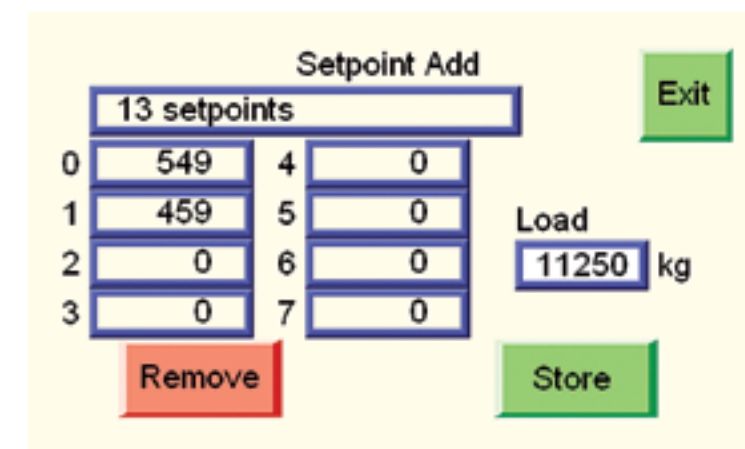 Setpoint Add
Exit
13 setpoints
0 549 4 0
1 459 5 0
Load
2 0 6 0
11250 kg
3 0 7 0
Remove
Store